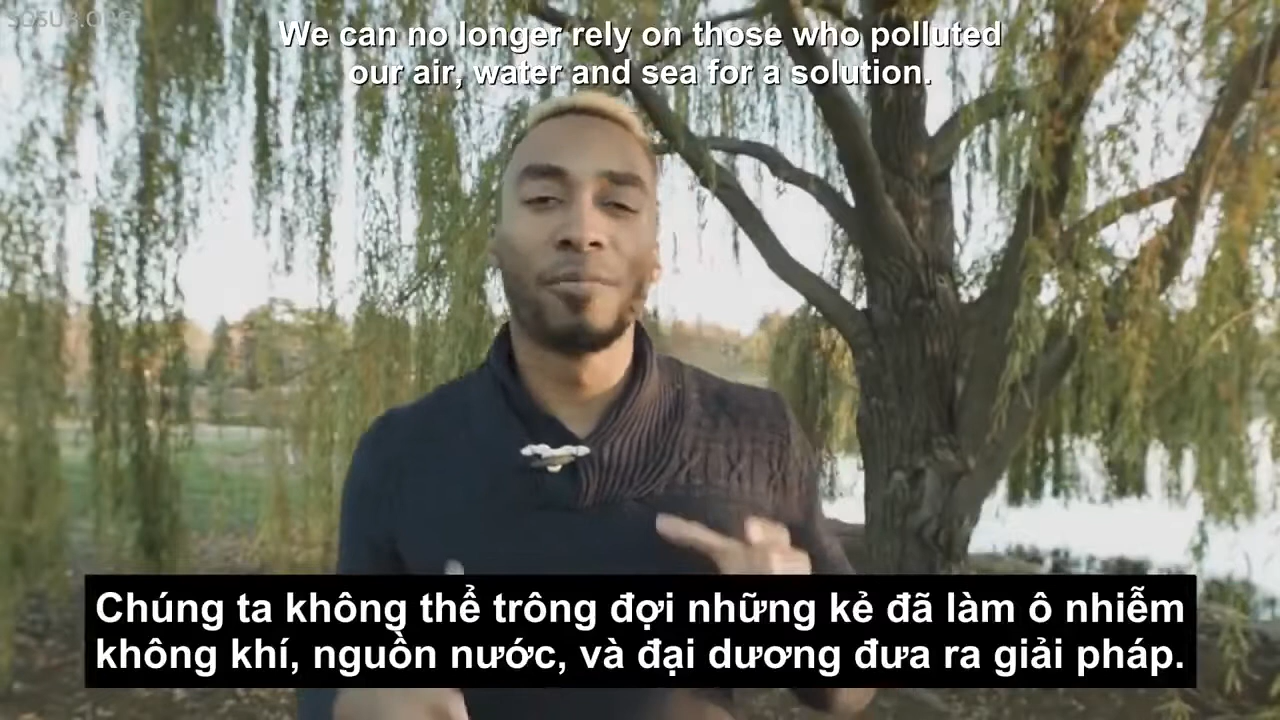 We can no longer rely on those who polluted
our air, water and sea for a solution.
Chúng ta không thể trông đợi những kẻ đã làm ô nhiễm
không khí, nguồn nước, và đại dương đưa ra giải pháp.